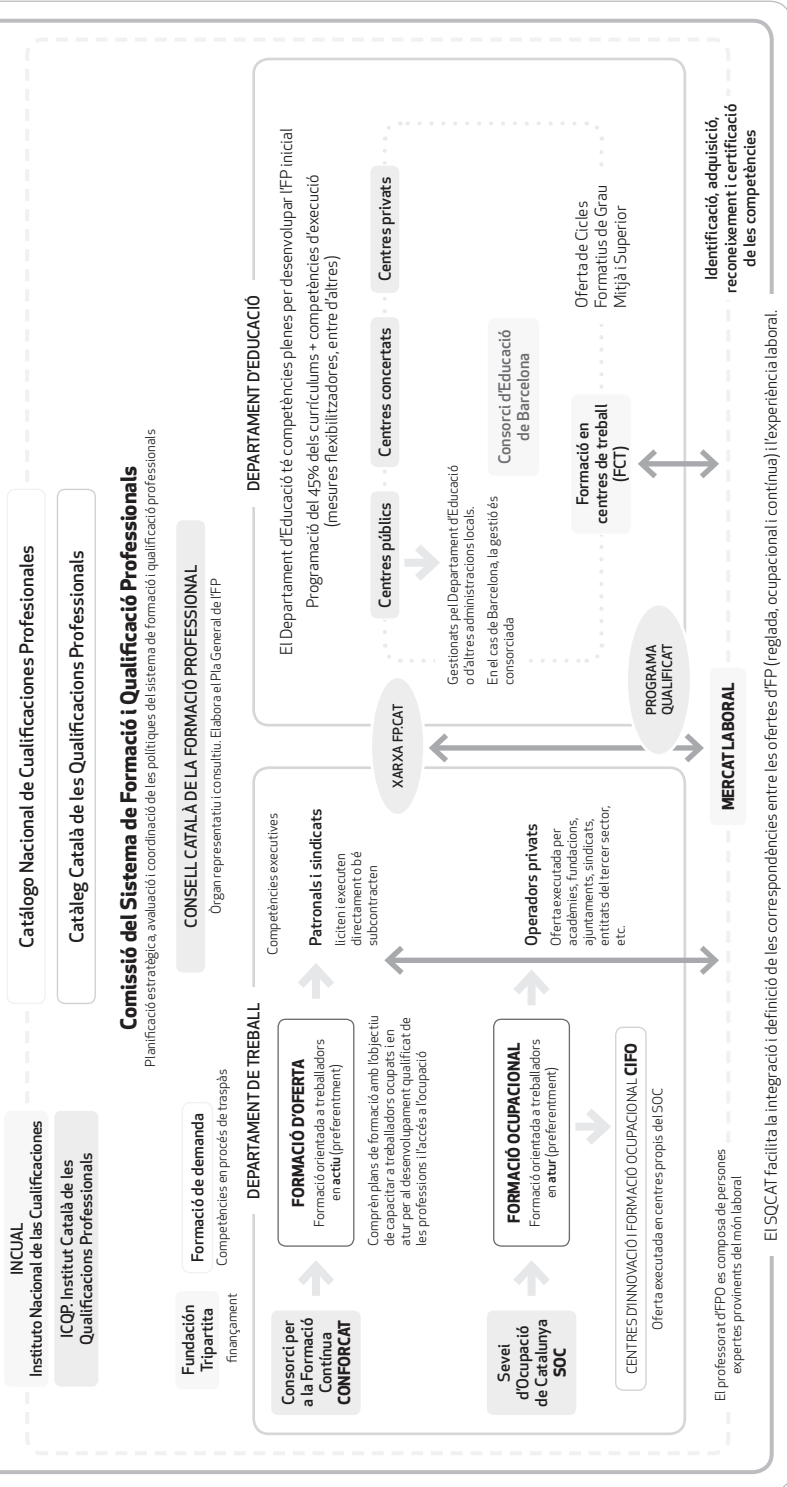 INCUAL
Instituto Nacional de las Cualificaciones
ICQP. Institut Català de les
Qualificacions Professionals
Catálogo Nacional de Cualificaciones Profesionales
Catàleg Català de les Qualificacions Professionals
Comissió del Sistema de Formació i Qualificació Professionals
Planificació estratègica, avaluació i coordinació de les polítiques del sistema de formació i qualificació professionals
Fundación
Tripartita
finançament
Formació de demanda
Competències en procés de traspàs
CONSELL CATALÀ DE LA FORMACIÓ PROFESSIONAL
Òrgan representatiu i consultiu. Elabora el Pla General de l'FP
DEPARTAMENT DE TREBALL
Consorci per
a la Formació
Contínua
CONFORCAT
FORMACIÓ D'OFERTA
Formació orientada a treballadors
en actiu (preferentment)
Comprèn plans de formació amb l'objectiu
de capacitar a treballadors ocupats i en
atur per al desenvolupament qualificat de
les professions i l'accés a l'ocupació
Competències executives
Patronals i sindicats
liciten i executen
directament o bé
subcontracten
Sevei
d'Ocupació
de Catalunya
SOC
FORMACIÓ OCUPACIONAL
Formació orientada a treballadors
en atur (preferentment)
Operadors privats
Oferta executada per
acadèmies, fundacions,
ajuntaments, sindicats,
entitats del tercer sector,
etc.
CENTRES D'INNOVACIÓ I FORMACIÓ OCUPACIONAL CIFO
Oferta executada en centres propis del SOC
XARXA FP.CAT
PROGRAMA
QUALIFICAT
DEPARTAMENT D'EDUCACIÓ
El Departament d'Educació té competències plenes per desenvolupar l'FP inicial
Programació del 45% dels currículums + competències d'execució
(mesures flexibilitzadores, entre d'altres)
Centres públics
Centres concertats
Centres privats
Gestionats pel Departament d'Educació
o d'altres administracions locals.
En el cas de Barcelona, la gestió és
consorciada
Consorci d'Educació
de Barcelona
Formació en
centres de treball
(FCT)
Oferta de Cicles
Formatius de Grau
Mitjà i Superior
El professorat d'FPO es composa de persones
expertes provinents del món laboral
MERCAT LABORAL
Identificació, adquisició,
reconeixement i certificació
de les competències
El SQCAT facilita la integració i definició de les correspondències entre les ofertes d'FP (reglada, ocupacional i contínua) i l'experiència laboral.